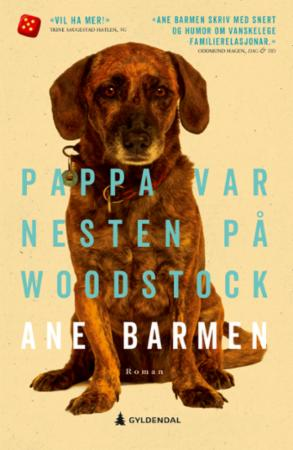 «VIL HA MER!»
TRINE SAUGESTAD HATLEN, VG
«ANE BARMEN SKRIV MED SNERT
OG HUMOR OM VANSKELEGE
FAMILIERELASJONAR.»
ODDMUND HAGEN, DAG & TID
PAPPA VAR
NESTEN PÅ
WOODSTOCK
ANE BARMEN
Roman
GYLDENDAL